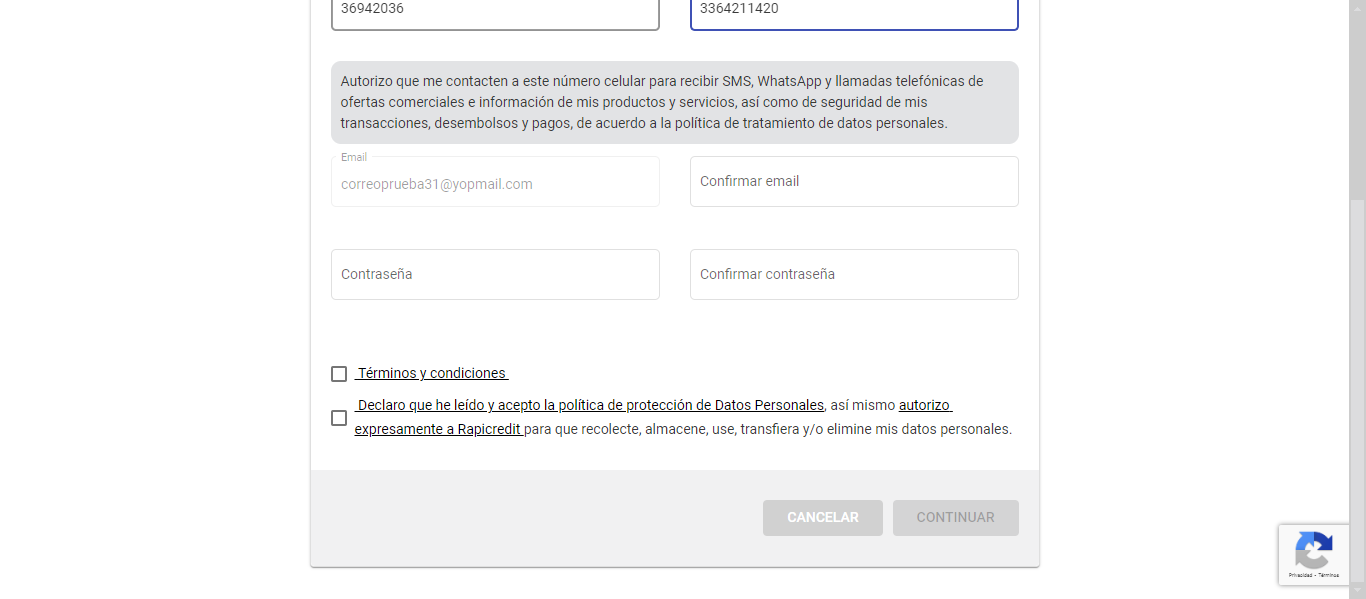 36942036
3364211420
Autorizo que me contacten a este número celular para recibir SMS, WhatsApp y llamadas telefónicas de
ofertas comerciales e información de mis productos y servicios, así como de seguridad de mis
transacciones, desembolsos y pagos, de acuerdo a la política de tratamiento de datos personales.
Email
correoprueba31@yopmail.com
Confirmar email
Contraseña
Confirmar contraseña
Términos y condiciones
Declaro que he leído y acepto la política de protección de Datos Personales, así mismo autorizo
expresamente a Rapicredit para que recolecte, almacene, use, transfiera y/o elimine mis datos personales.
CANCELAR
CONTINUAR
Privacidad - Términos